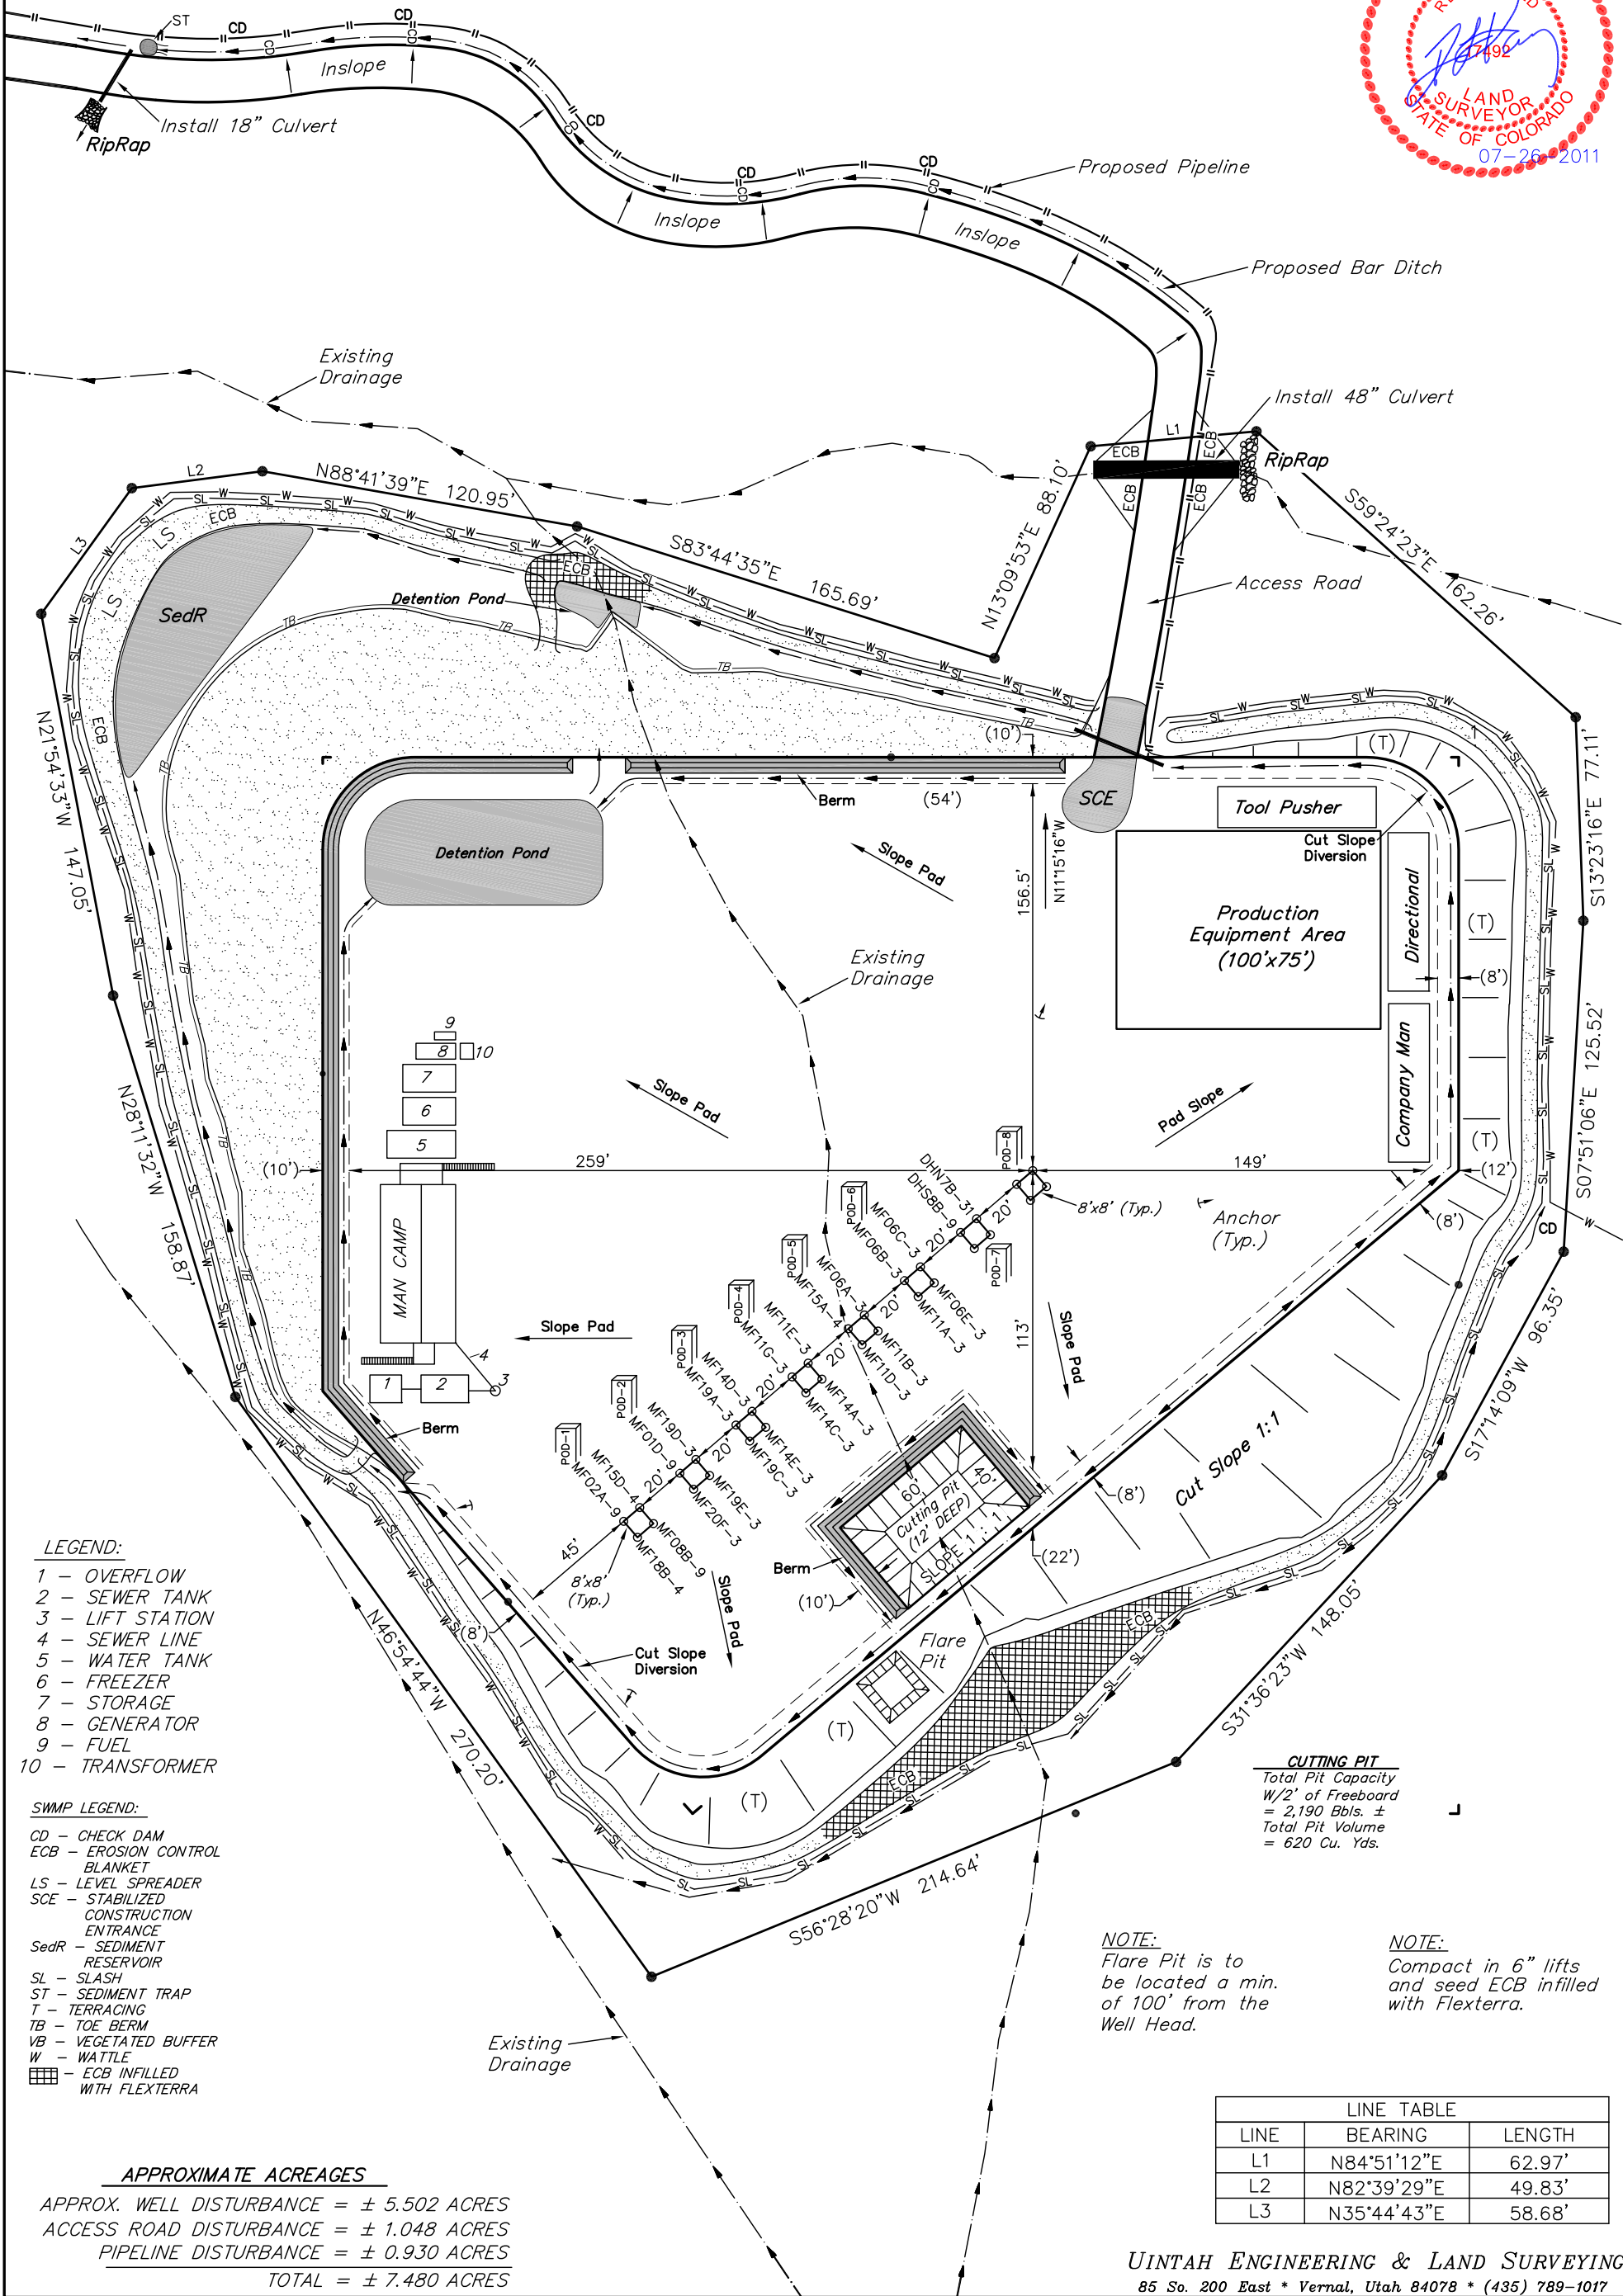 ST
CD
CD
CD
CD
Inslope
Install 18" Culvert
RipRap
17492
LAND
SURVEYOR
STATE OF COLORADO
07-26-2011
CD
CD
CD
CD
CD
CD
Inslope
Inslope
Proposed Pipeline
Proposed Bar Ditch
Existing
Drainage
Install 48" Culvert
L1
ECB
ECB
ECB
ECB
RipRap
L2
N88°41'39"E 120.95'
L3
S83°44'35"E 165.69'
N13°09'53"E 88.10'
S59°24'23"E 162.26'
Access Road
LS
LS
ECB
SedR
ECB
ECB
Detention Pond
TB
TB
TB
TB
TB
(10')
SCE
Berm
(54')
Detention Pond
Slope Pad
156.5'
N11°15'16"W
Tool Pusher
Cut Slope
Diversion
(T)
Production
Equipment Area
(100'x75')
Directional
Company Man
(T)
(8')
(T)
(12')
S13°23'16"E 77.11'
S07°51'06"E 125.52'
N21°54'33"W 147.05'
N28°11'32"W 158.87'
Existing
Drainage
9
8
10
7
6
5
MAN CAMP
4
3
1
2
(10')
259'
149'
Slope Pad
Pad Slope
Slope Pad
Slope Pad
Slope Pad
113'
8'x8' (Typ.)
Anchor
(Typ.)
(8')
CD
W
POD-8
DHN7B-31
DHS8B-9
20'
POD-7
POD-6
MF06C-3
MF06B-3
20'
MF06E-3
MF11A-3
POD-5
MF06A-3
MF15A-4
20'
MF11B-3
MF11D-3
POD-4
MF11E-3
MF11G-3
20'
MF14A-3
MF14C-3
POD-3
MF14D-3
MF19A-3
20'
MF14E-3
MF19C-3
POD-2
MF19D-3
MF01D-9
20'
MF19E-3
MF20F-3
POD-1
MF15D-4
MF02A-9
20'
MF08B-9
MF18B-4
45'
8'x8'
(Typ.)
Berm
Cutting Pit
(12' DEEP)
60'
40'
SLOPE 1 : 1
Berm
(10')
(8')
(22')
Cut Slope 1:1
S17°14'09"W 96.35'
S31°36'23"W 148.05'
S56°28'20"W 214.64'
N46°54'44"W 270.20'
(8')
Cut Slope
Diversion
Flare
Pit
(T)
(T)
ECB
ECB
LEGEND:
1 - OVERFLOW
2 - SEWER TANK
3 - LIFT STATION
4 - SEWER LINE
5 - WATER TANK
6 - FREEZER
7 - STORAGE
8 - GENERATOR
9 - FUEL
10 - TRANSFORMER
SWMP LEGEND:
CD - CHECK DAM
ECB - EROSION CONTROL
BLANKET
LS - LEVEL SPREADER
SCE - STABILIZED
CONSTRUCTION
ENTRANCE
SedR - SEDIMENT
RESERVOIR
SL - SLASH
ST - SEDIMENT TRAP
T - TERRACING
TB - TOE BERM
VB - VEGETATED BUFFER
W - WATTLE
- ECB INFILLED
WITH FLEXTERRA
CUTTING PIT
Total Pit Capacity
W/2' of Freeboard
= 2,190 Bbls. ±
Total Pit Volume
= 620 Cu. Yds.
NOTE:
Flare Pit is to
be located a min.
of 100' from the
Well Head.
NOTE:
Compact in 6" lifts
and seed ECB infilled
with Flexterra.
Existing
Drainage
LINE TABLE
LINE BEARING LENGTH
L1 N84°51'12"E 62.97'
L2 N82°39'29"E 49.83'
L3 N35°44'43"E 58.68'
APPROXIMATE ACREAGES
APPROX. WELL DISTURBANCE = ± 5.502 ACRES
ACCESS ROAD DISTURBANCE = ± 1.048 ACRES
PIPELINE DISTURBANCE = ± 0.930 ACRES
TOTAL = ± 7.480 ACRES
UINTAH ENGINEERING & LAND SURVEYING
85 So. 200 East * Vernal, Utah 84078 * (435) 789-1017